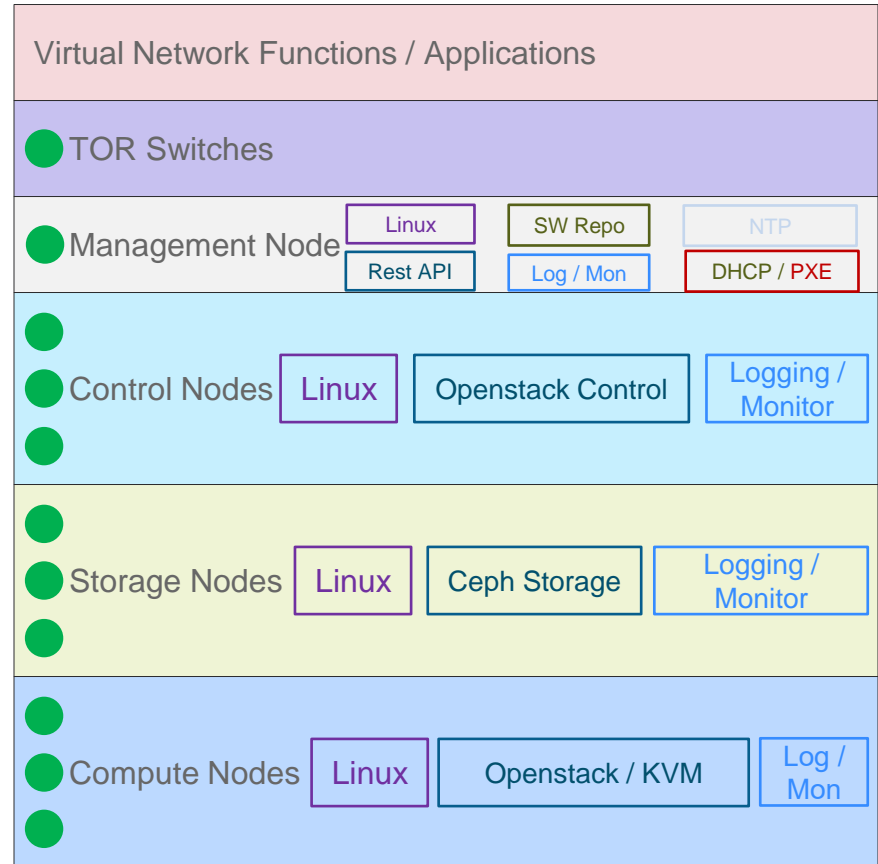 Virtual Network Functions / Applications
TOR Switches
Management Node
Linux
SW Repo
NTP
Rest API
Log / Mon
DHCP / PXE
Control Nodes
Linux
Openstack Control
Logging /
Monitor
Storage Nodes
Linux
Ceph Storage
Logging /
Monitor
Compute Nodes
Linux
Openstack / KVM
Log /
Mon